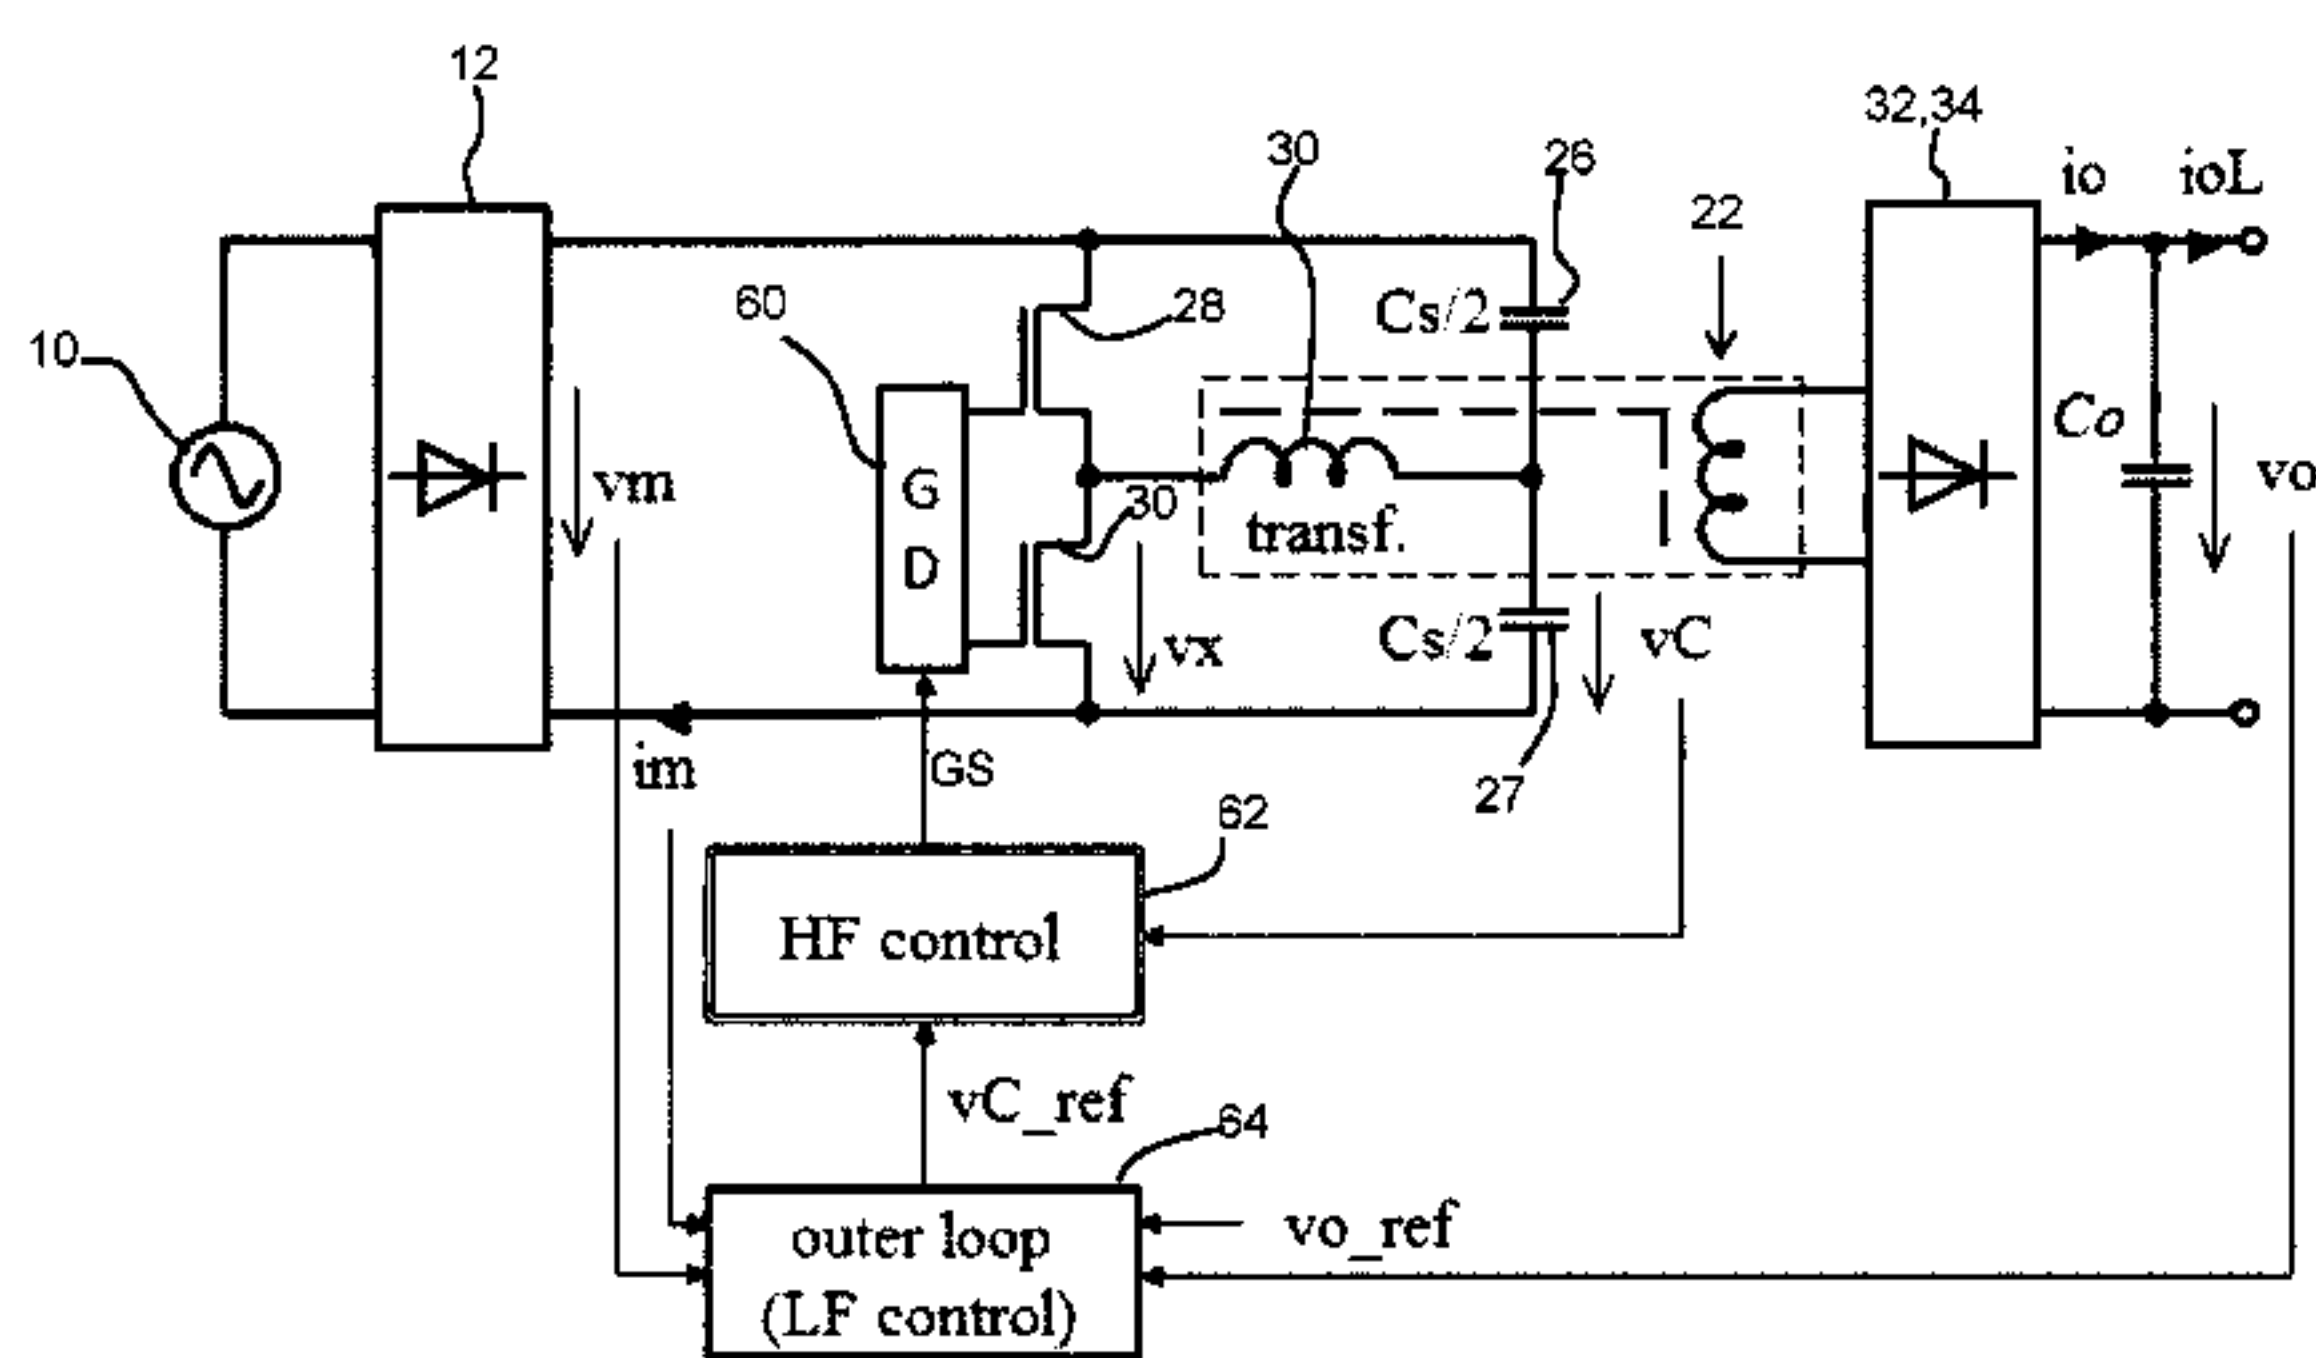 12
32,34
io
ioL
30
26
22
60
28
Cs/2
10
vm
G
D
30
transf.
Co
vo
vx
Cs/2
vC
im
GS
27
62
HF control
vC_ref
64
outer loop
(LF control)
vo_ref